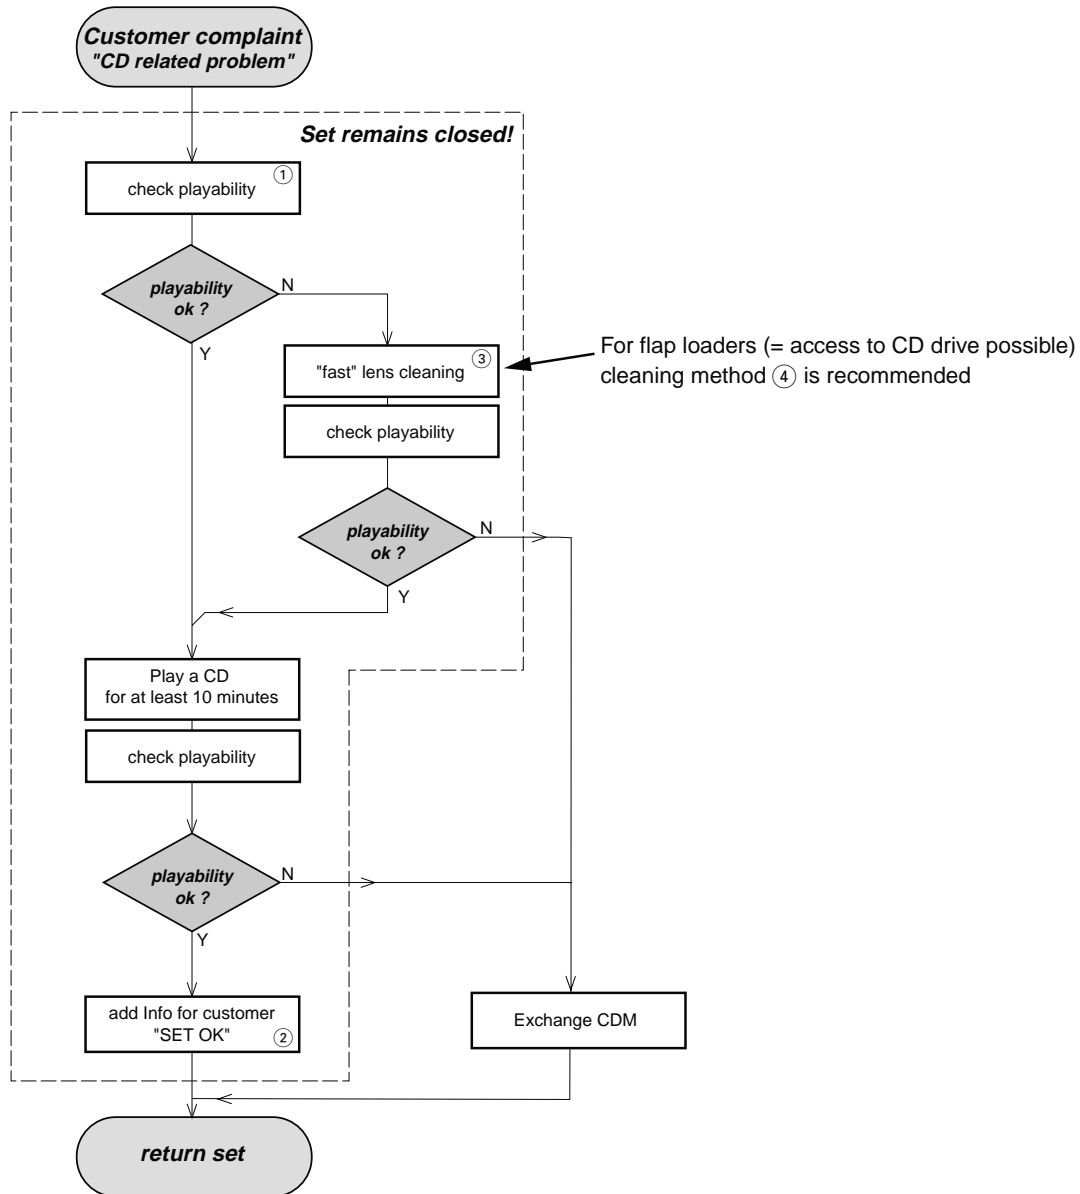 Customer complaint
"CD related problem"
Set remains closed!
①
check playability
playability
ok ?
N
Y
③
"fast" lens cleaning
For flap loaders (= access to CD drive possible)
cleaning method ④ is recommended
check playability
playability
ok ?
N
Y
Play a CD
for at least 10 minutes
check playability
playability
ok ?
N
Y
add Info for customer
"SET OK"
②
Exchange CDM
return set